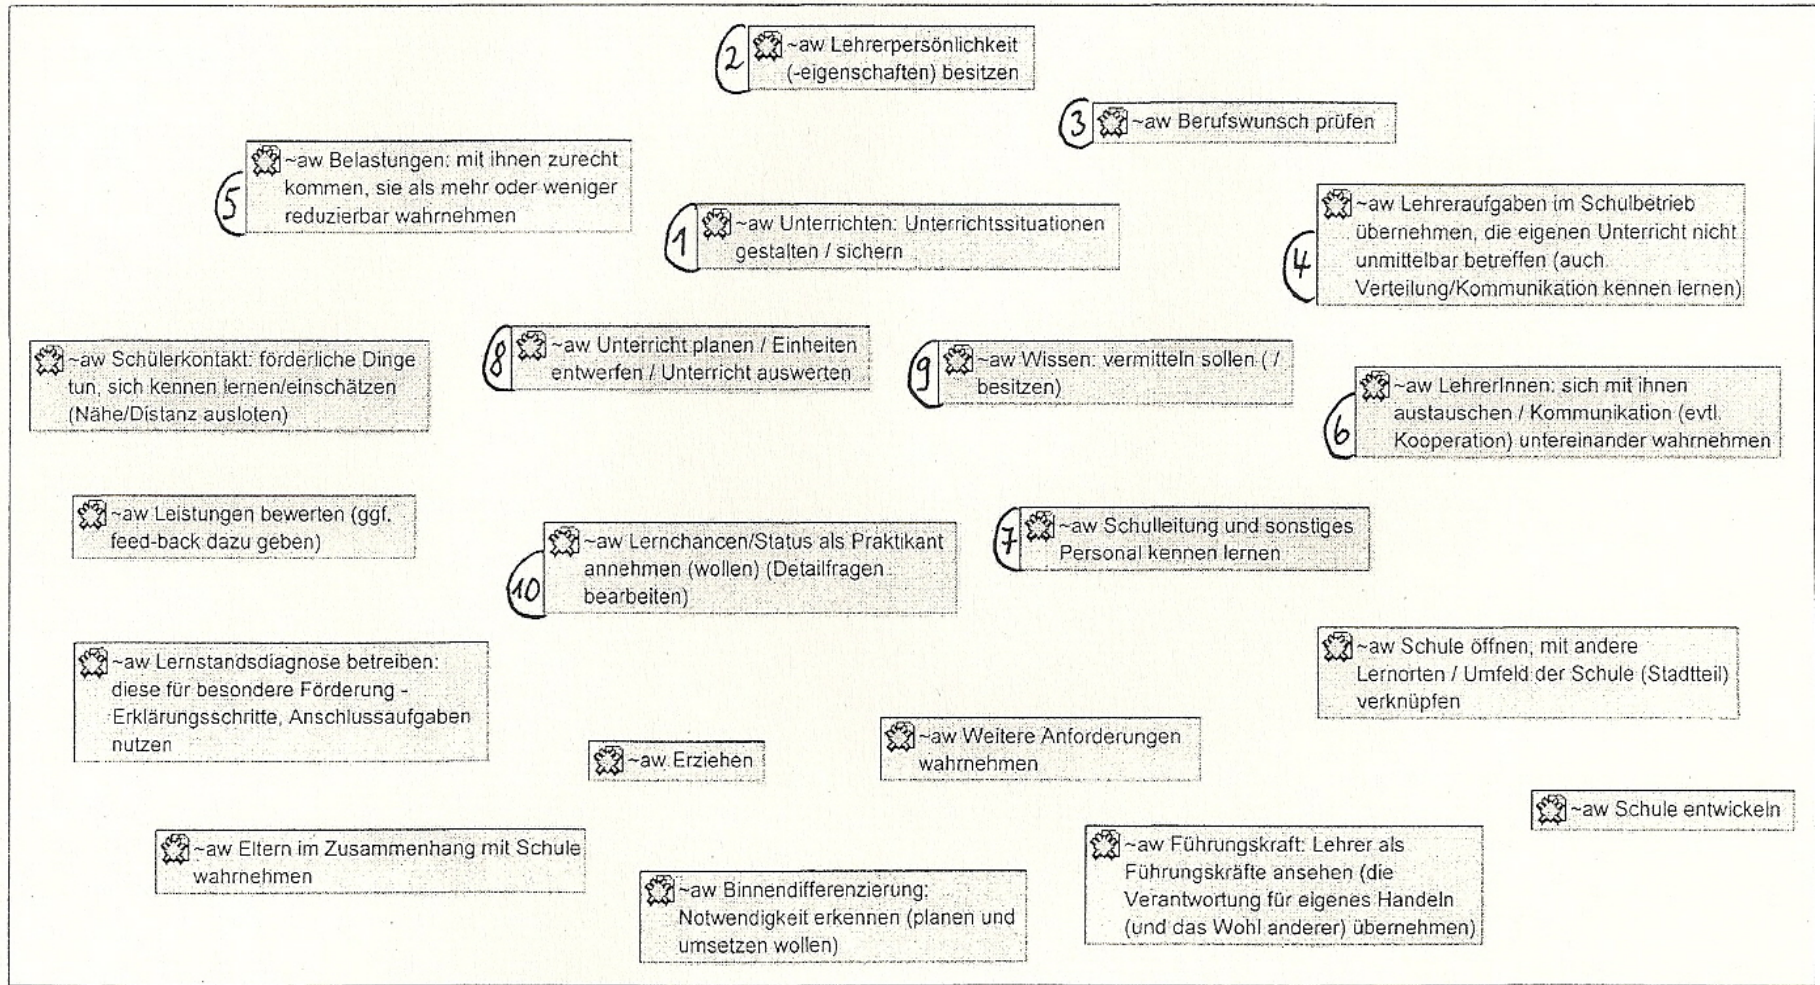 2
~aw Lehrerpersönlichkeit
(-eigenschaften) besitzen
3
~aw Berufswunsch prüfen
5
~aw Belastungen: mit ihnen zurecht
kommen, sie als mehr oder weniger
reduzierbar wahrnehmen
1
~aw Unterrichten: Unterrichtssituationen
gestalten / sichern
4
~aw Lehreraufgaben im Schulbetrieb
übernehmen, die eigenen Unterricht nicht
unmittelbar betreffen (auch
Verteilung/Kommunikation kennen lernen)
~aw Schülerkontakt: förderliche Dinge
tun, sich kennen lernen/einschätzen
(Nähe/Distanz ausloten)
8
~aw Unterricht planen / Einheiten
entwerfen / Unterricht auswerten
9
~aw Wissen: vermitteln sollen ( /
besitzen)
6
~aw LehrerInnen: sich mit ihnen
austauschen / Kommunikation (evtl.
Kooperation) untereinander wahrnehmen
~aw Leistungen bewerten (ggf.
feed-back dazu geben)
10
~aw Lernchancen/Status als Praktikant
annehmen (wollen) (Detailfragen
bearbeiten)
7
~aw Schulleitung und sonstiges
Personal kennen lernen
~aw Lernstandsdiagnose betreiben:
diese für besondere Förderung -
Erklärungsschritte, Anschlussaufgaben
nutzen
~aw Schule öffnen; mit andere
Lernorten / Umfeld der Schule (Stadtteil)
verknüpfen
~aw Erziehen
~aw Weitere Anforderungen
wahrnehmen
~aw Schule entwickeln
~aw Eltern im Zusammenhang mit Schule
wahrnehmen
~aw Binnendifferenzierung:
Notwendigkeit erkennen (planen und
umsetzen wollen)
~aw Führungskraft: Lehrer als
Führungskräfte ansehen (die
Verantwortung für eigenes Handeln
(und das Wohl anderer) übernehmen)